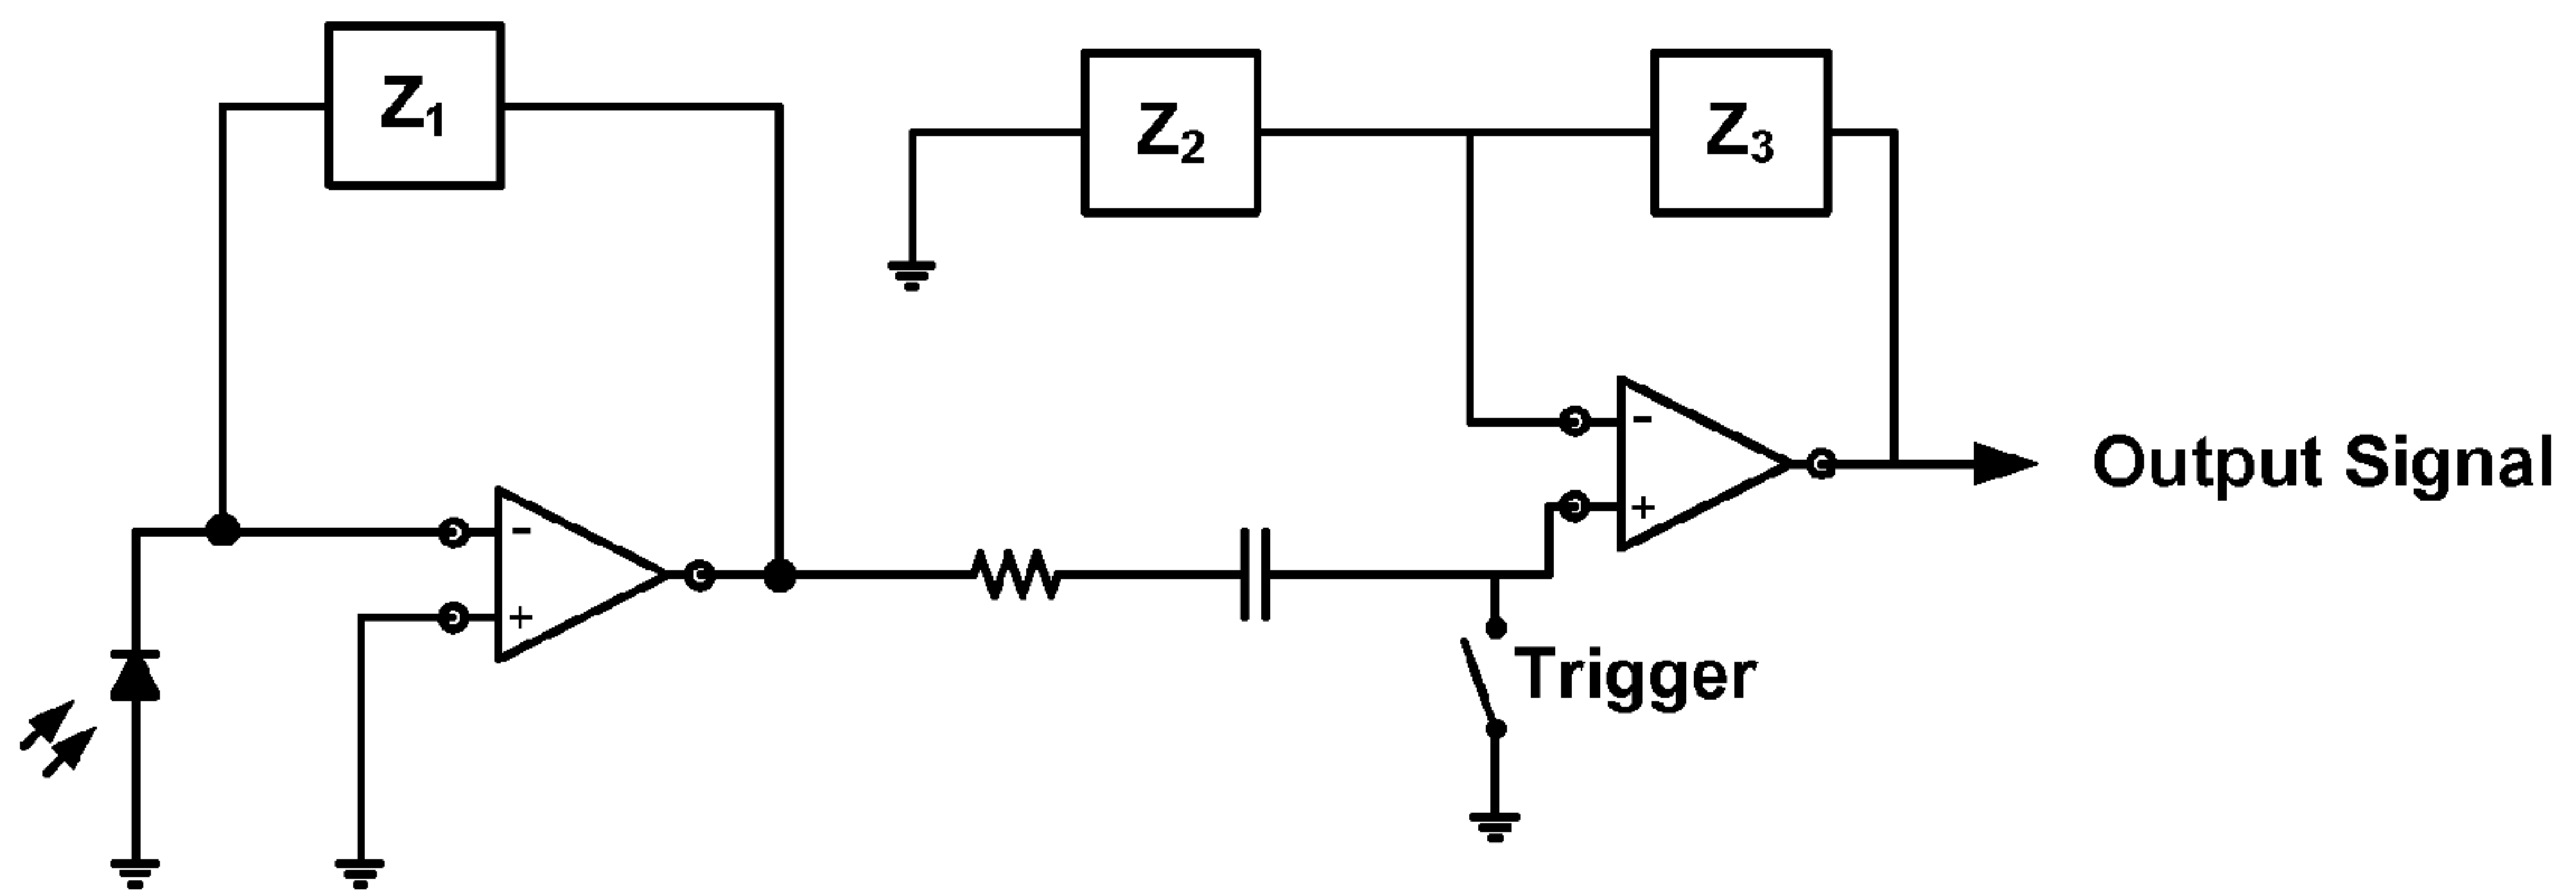 Z₁
Z₂
Z₃
-
+
-
+
Output Signal
Trigger